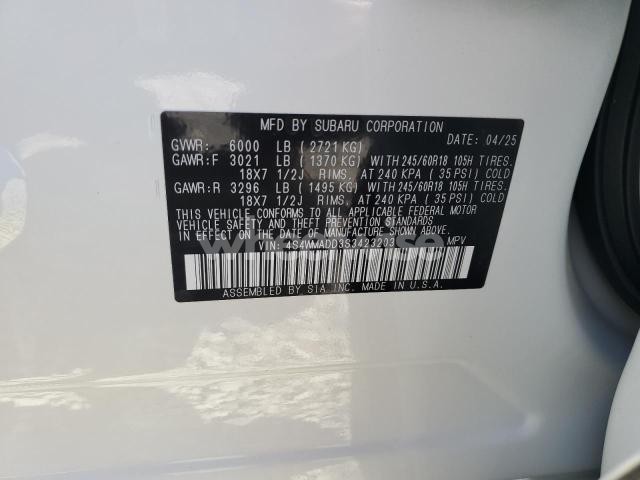 MFD BY SUBARU CORPORATION
GVWR: 6000 LB (2721 KG) DATE: 04/25
GAWR:F 3021 LB (1370 KG) WITH 245/60R18 105H TIRES.
18X7 1/2J RIMS, AT 240 KPA ( 35 PSI) COLD
GAWR:R 3296 LB (1495 KG) WITH 245/60R18 105H TIRES.
18X7 1/2J RIMS, AT 240 KPA ( 35 PSI) COLD
THIS VEHICLE CONFORMS TO ALL APPLICABLE FEDERAL MOTOR
VEHICLE SAFETY AND THEFT PREVENTION STANDARDS
IN EFFECT ON THE DATE OF MANUFACTURE SHOWN ABOVE.
VIN: 4S4WMADD3S3423203 MPV
ASSEMBLED BY SIA INC. MADE IN U.S.A.